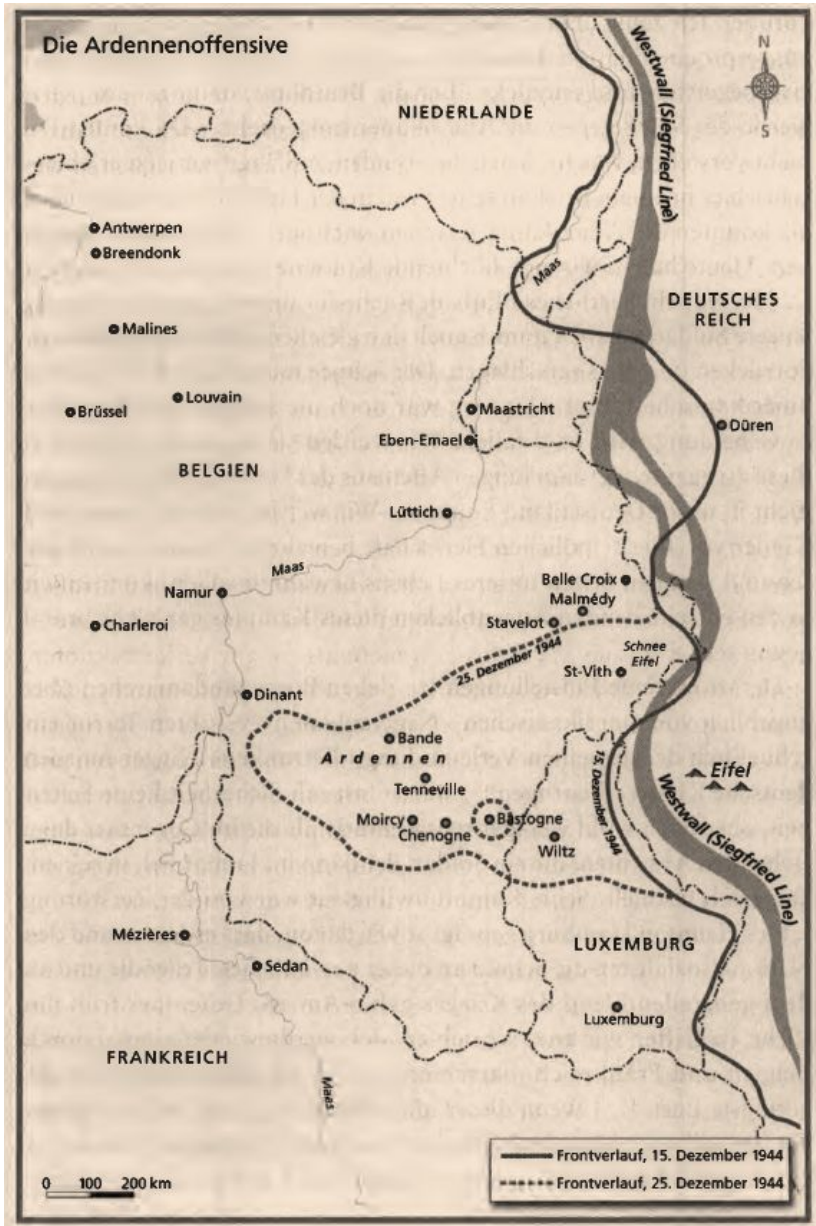 Die Ardennenoffensive
N
S
Westwall (Siegfried Line)
NIEDERLANDE
Antwerpen
Breendonk
Maas
DEUTSCHES
REICH
Malines
Louvain
Brüssel
Maastricht
Düren
Eben-Emael
BELGIEN
Lüttich
Maas
Namur
Belle Croix
Malmédy
Charleroi
Stavelot
25. Dezember 1944
Schnee
Eifel
St-Vith
Dinant
Bande
Ardennen
15. Dezember 1944
Eifel
Tenneville
Moircy
Chenogne
Bastogne
Wiltz
Westwall (Siegfried Line)
Mézières
Sedan
LUXEMBURG
Luxemburg
FRANKREICH
Maas
Frontverlauf, 15. Dezember 1944
Frontverlauf, 25. Dezember 1944
0 100 200 km